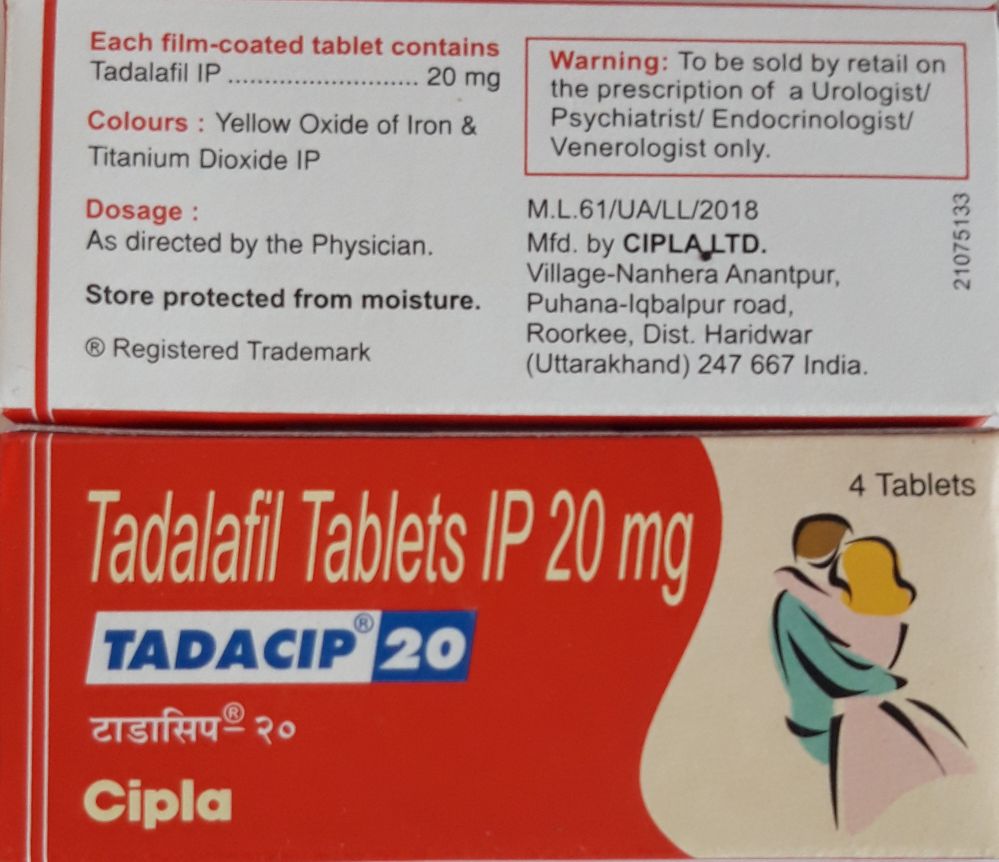 Each film-coated tablet contains
Tadalafil IP ........................... 20 mg
Colours : Yellow Oxide of Iron &
Titanium Dioxide IP
Dosage :
As directed by the Physician.
Store protected from moisture.
® Registered Trademark
Warning: To be sold by retail on
the prescription of a Urologist/
Psychiatrist/ Endocrinologist/
Venerologist only.
M.L.61/UA/LL/2018
Mfd. by CIPLA LTD.
Village-Nanhera Anantpur,
Puhana-Iqbalpur road,
Roorkee, Dist. Haridwar
(Uttarakhand) 247 667 India.
21075133
4 Tablets
Tadalafil Tablets IP 20 mg
TADACIP® 20
टाडासिप® २०
Cipla